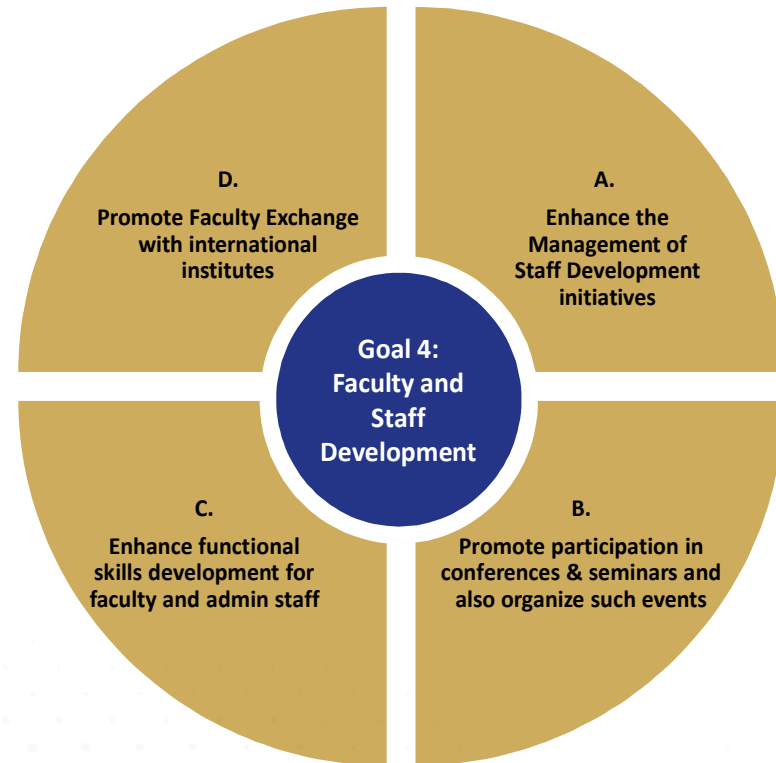 D.
Promote Faculty Exchange
with international
institutes
A.
Enhance the
Management of
Staff Development
initiatives
Goal 4:
Faculty and
Staff
Development
C.
Enhance functional
skills development for
faculty and admin staff
B.
Promote participation in
conferences & seminars and
also organize such events